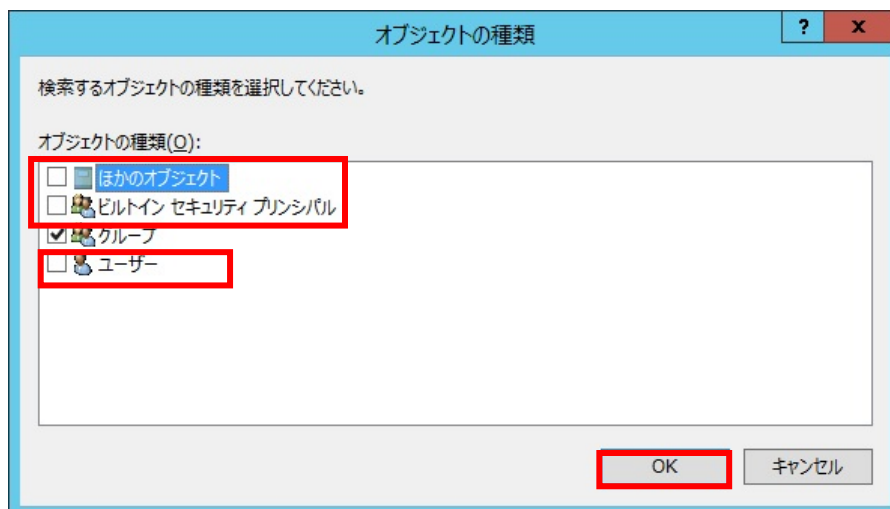 オブジェクトの種類
? x
検索するオブジェクトの種類を選択してください。
オブジェクトの種類(O):
ほかのオブジェクト
ビルトイン セキュリティ プリンシパル
グループ
ユーザー
OK キャンセル